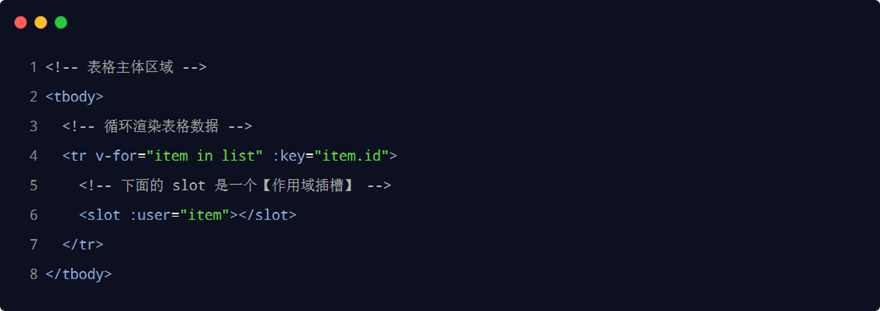 1 <!-- 表格主体区域 -->
2 <tbody>
3   <!-- 循环渲染表格数据 -->
4   <tr v-for="item in list" :key="item.id">
5     <!-- 下面的 slot 是一个【作用域插槽】 -->
6     <slot :user="item"></slot>
7   </tr>
8 </tbody>